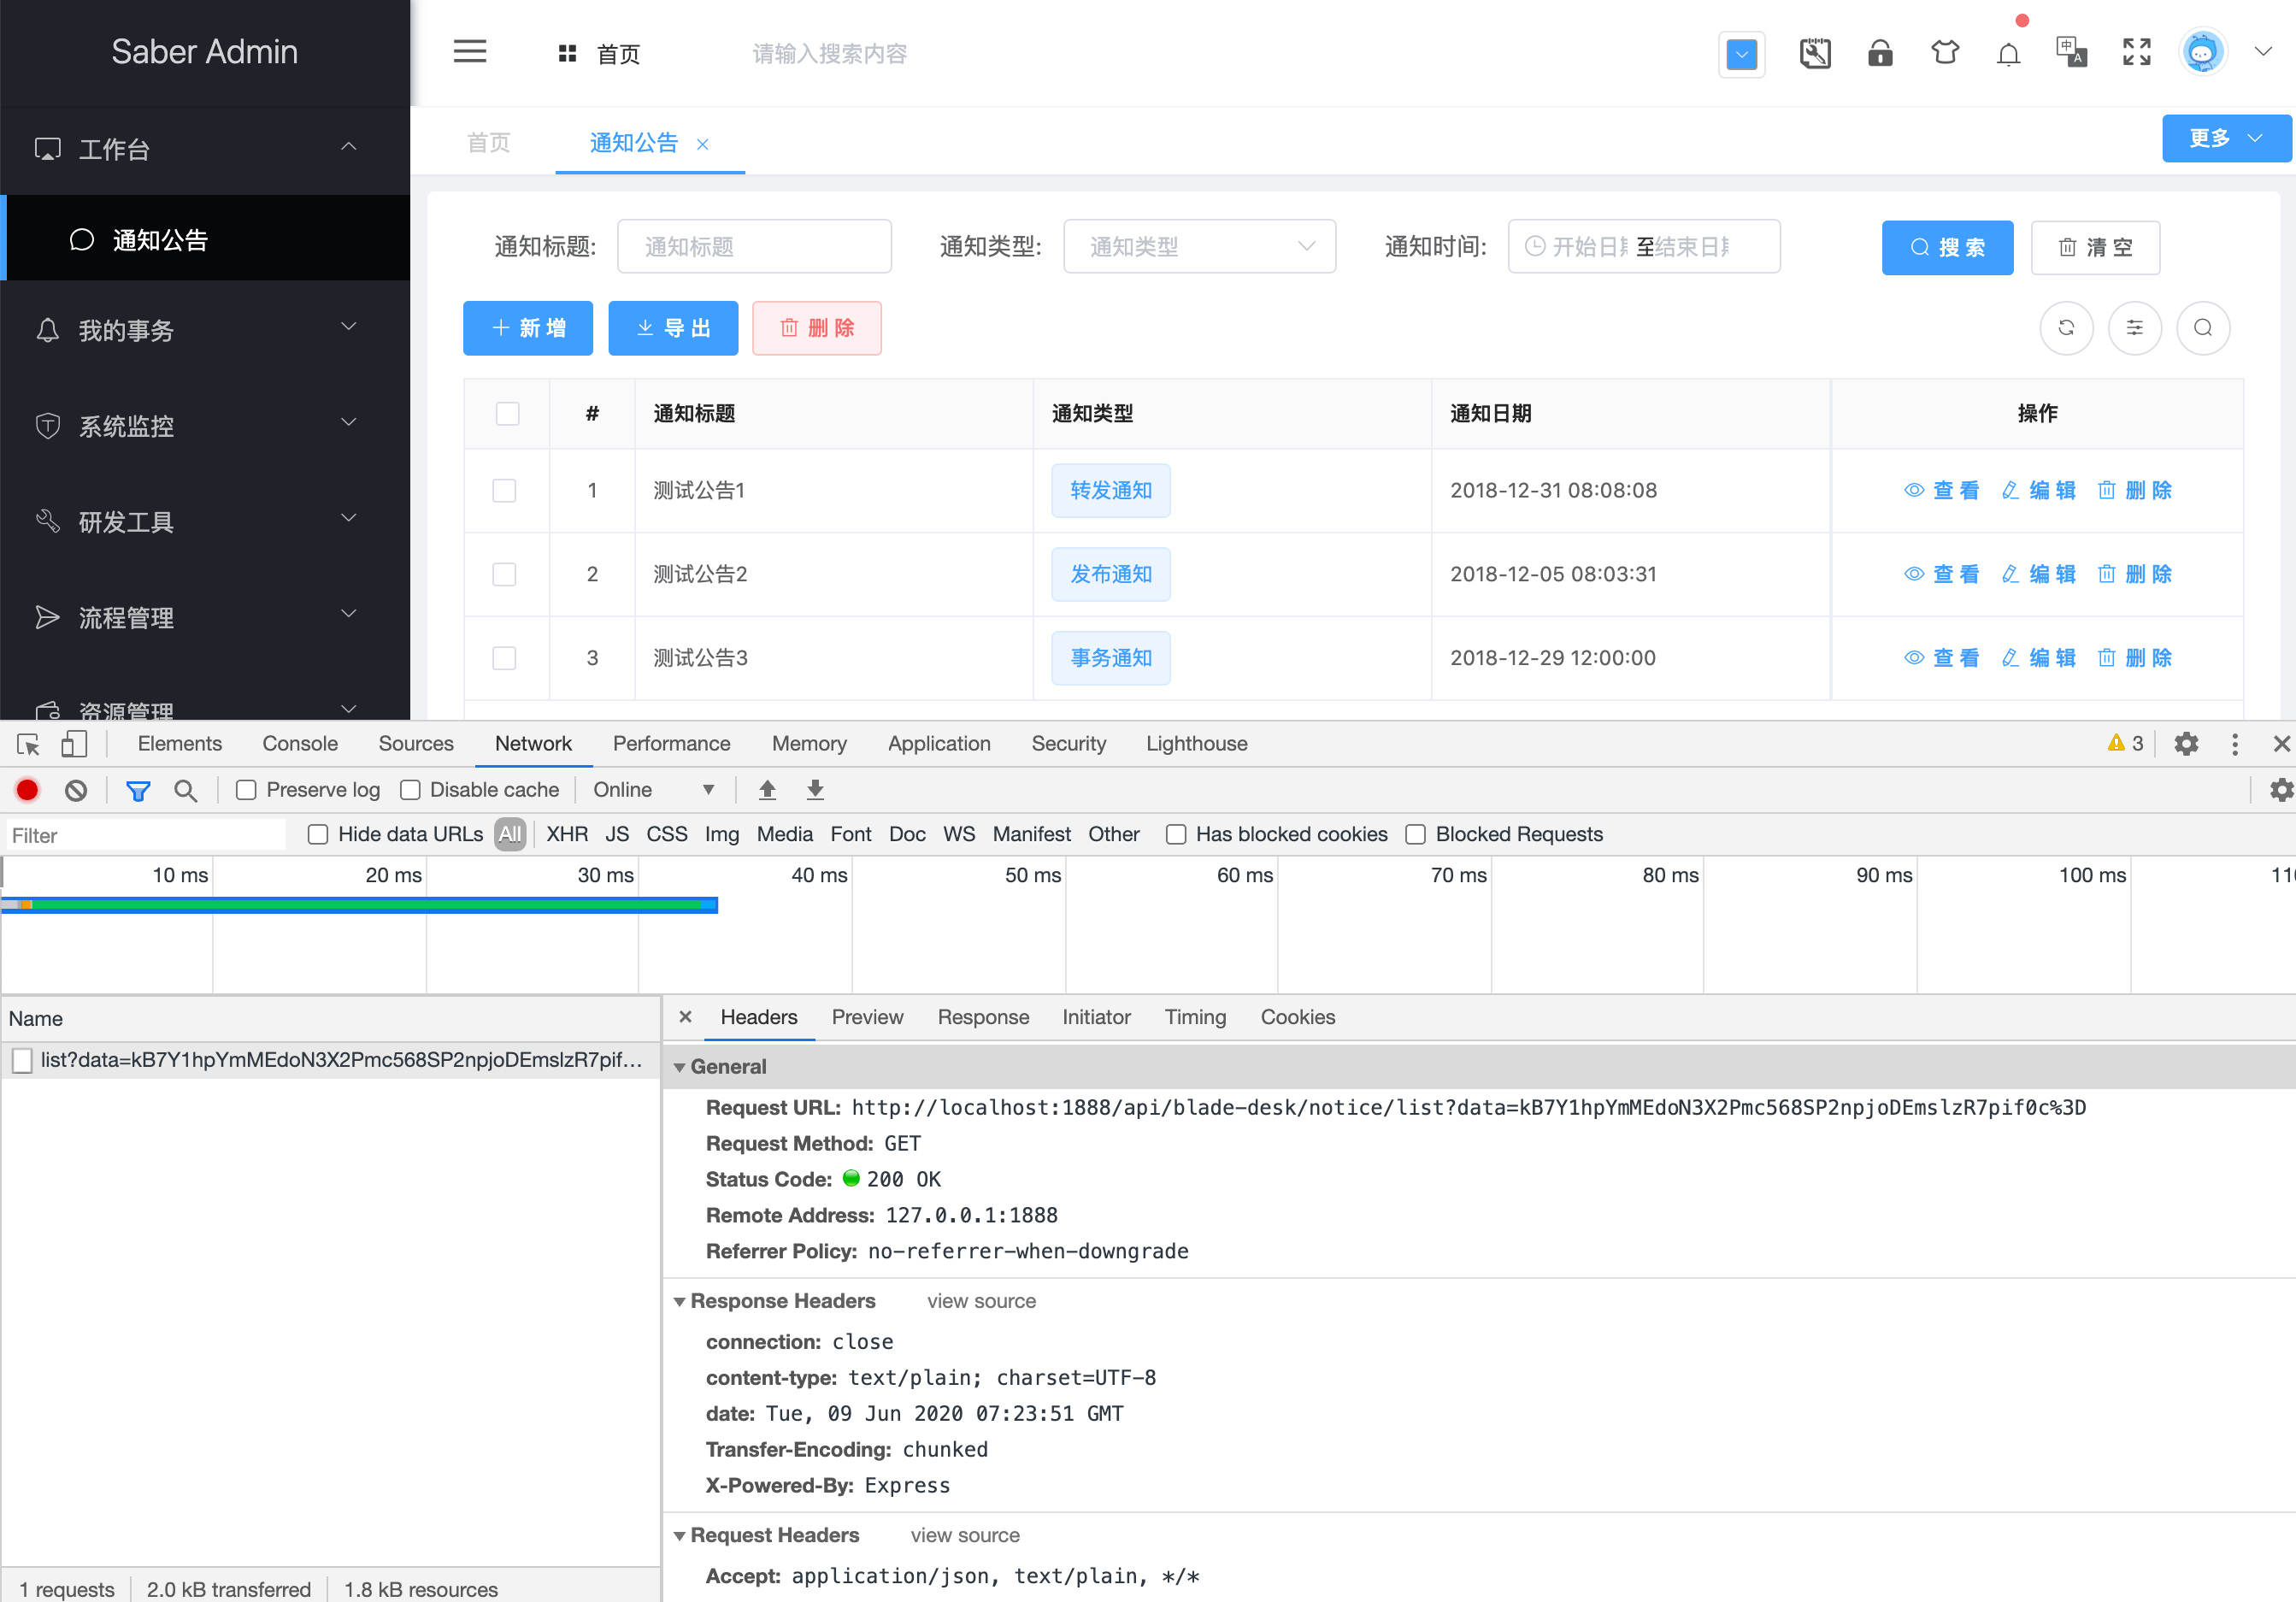 Saber Admin
首页
请输入搜索内容
工作台
通知公告
我的事务
系统监控
研发工具
流程管理
资源管理
首页 通知公告 更多
通知标题: 通知标题 通知类型: 通知类型 通知时间: 开始日 至 结束日 搜 索 清 空
新 增 导 出 删 除
# 通知标题 通知类型 通知日期 操作
1 测试公告1 转发通知 2018-12-31 08:08:08 查 看 编 辑 删 除
2 测试公告2 发布通知 2018-12-05 08:03:31 查 看 编 辑 删 除
3 测试公告3 事务通知 2018-12-29 12:00:00 查 看 编 辑 删 除
Elements Console Sources Network Performance Memory Application Security Lighthouse 3
Preserve log Disable cache Online
Filter Hide data URLs All XHR JS CSS Img Media Font Doc WS Manifest Other Has blocked cookies Blocked Requests
10 ms 20 ms 30 ms 40 ms 50 ms 60 ms 70 ms 80 ms 90 ms 100 ms
Name
list?data=kB7Y1hpYmMEdoN3X2Pmc568SP2npjoDEmslzR7pif…
1 requests 2.0 kB transferred 1.8 kB resources
Headers Preview Response Initiator Timing Cookies
General
Request URL: http://localhost:1888/api/blade-desk/notice/list?data=kB7Y1hpYmMEdoN3X2Pmc568SP2npjoDEmslzR7pif0c%3D
Request Method: GET
Status Code: 200 OK
Remote Address: 127.0.0.1:1888
Referrer Policy: no-referrer-when-downgrade
Response Headers view source
connection: close
content-type: text/plain; charset=UTF-8
date: Tue, 09 Jun 2020 07:23:51 GMT
Transfer-Encoding: chunked
X-Powered-By: Express
Request Headers view source
Accept: application/json, text/plain, */*